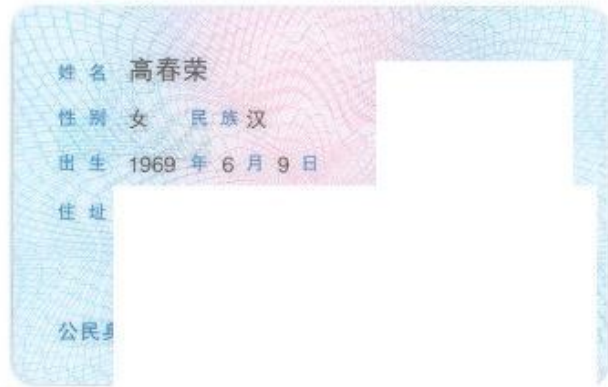 姓名 高春荣
性别 女 民族 汉
出生 1969 年 6 月 9 日
住址
公民身